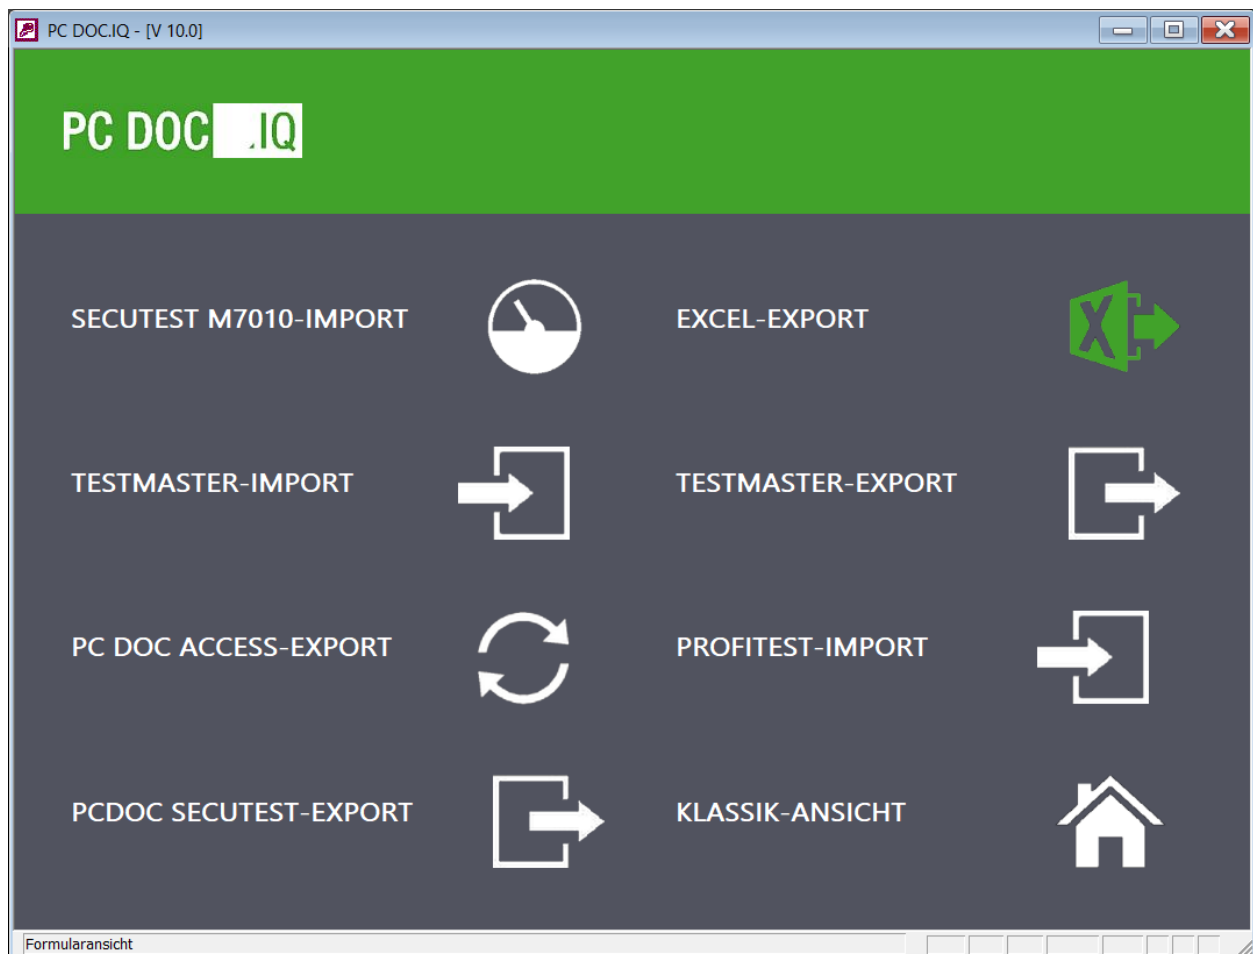 PC DOC.IQ - [V 10.0]
PC DOC .IQ
SECUTEST M7010-IMPORT
EXCEL-EXPORT
TESTMASTER-IMPORT
TESTMASTER-EXPORT
PC DOC ACCESS-EXPORT
PROFITEST-IMPORT
PCDOC SECUTEST-EXPORT
KLASSIK-ANSICHT
Formularansicht